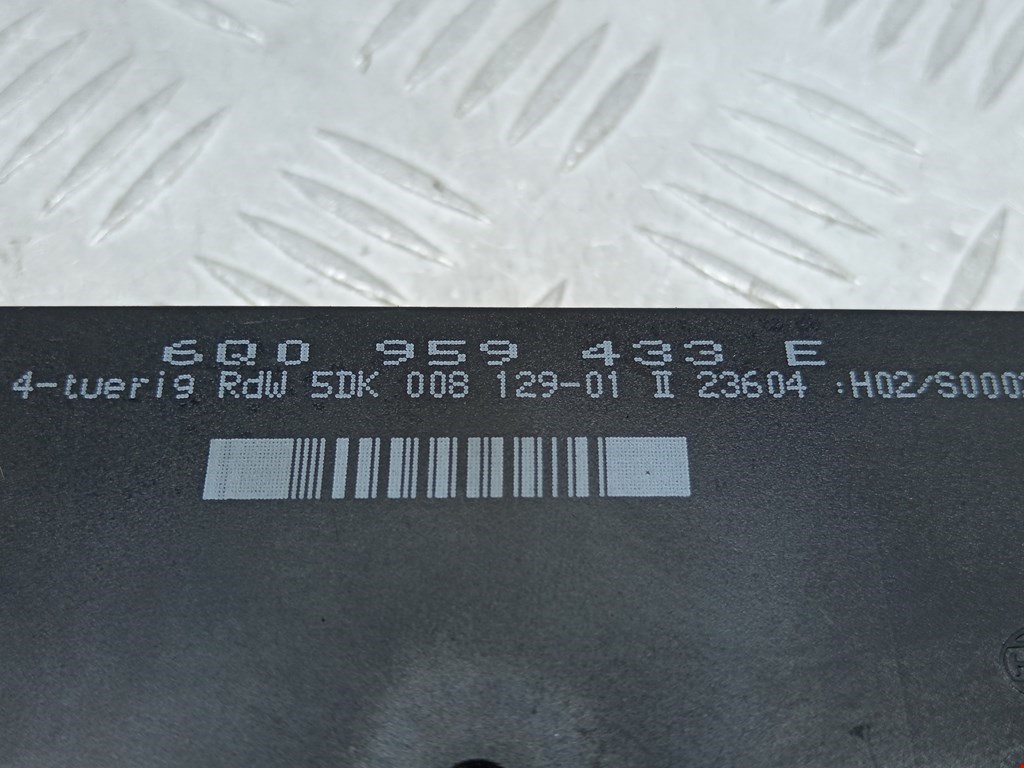 6Q0 959 433 E
4-tuerig RdW 5DK 008 129-01 II 23604 :H02/S000